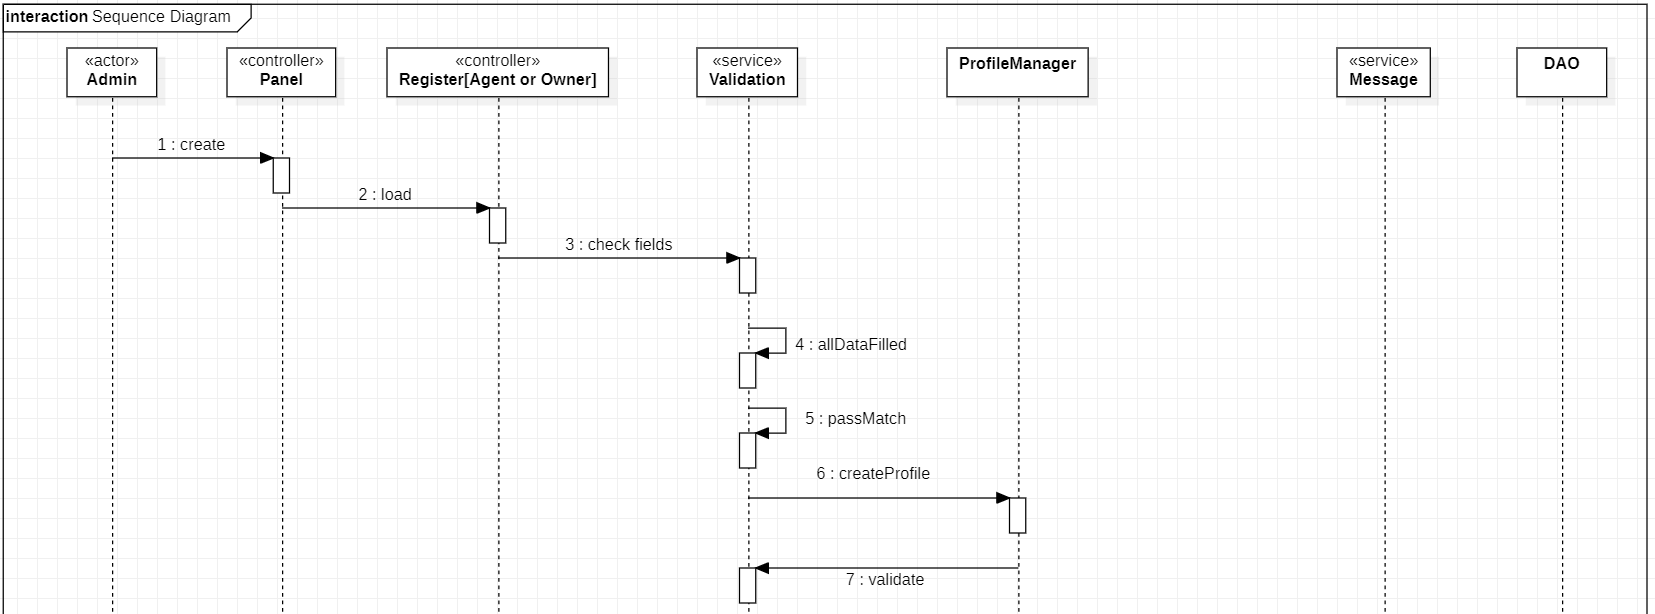 interaction Sequence Diagram
«actor»
Admin
«controller»
Panel
«controller»
Register[Agent or Owner]
«service»
Validation
ProfileManager
«service»
Message
DAO
1 : create
2 : load
3 : check fields
4 : allDataFilled
5 : passMatch
6 : createProfile
7 : validate